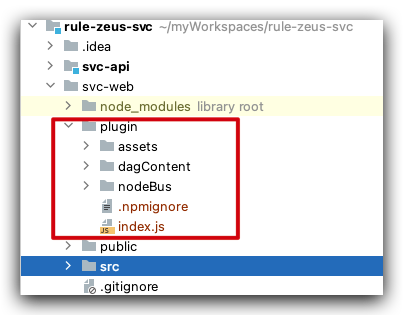 rule-zeus-svc ~/myWorkspaces/rule-zeus-svc
.idea
svc-api
svc-web
node_modules library root
plugin
assets
dagContent
nodeBus
.npmignore
JS index.js
public
src
.gitignore